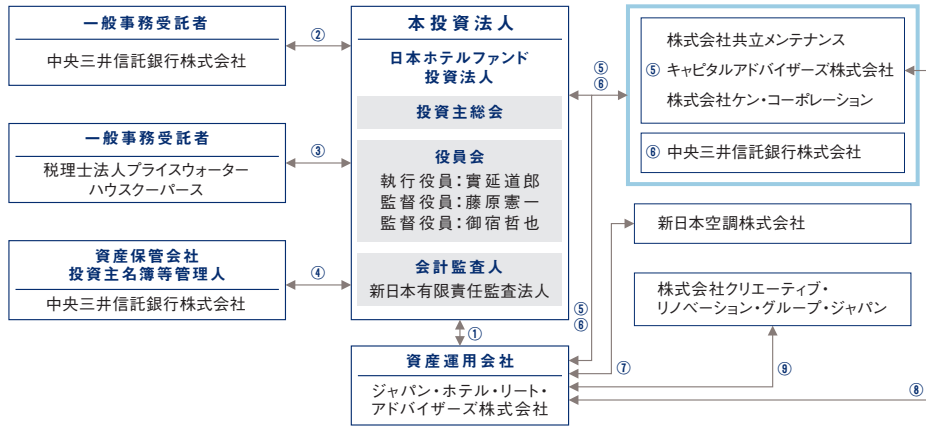 一般事務受託者
中央三井信託銀行株式会社
②
一般事務受託者
税理士法人プライスウォーター
ハウスクーパース
③
資産保管会社
投資主名簿等管理人
中央三井信託銀行株式会社
④
本投資法人
日本ホテルファンド
投資法人
投資主総会
役員会
執行役員：實延道郎
監督役員：藤原憲一
監督役員：御宿哲也
会計監査人
新日本有限責任監査法人
①
資産運用会社
ジャパン・ホテル・リート・
アドバイザーズ株式会社
⑤
⑥
⑤
⑥
株式会社共立メンテナンス
⑤ キャピタルアドバイザーズ株式会社
株式会社ケン・コーポレーション
⑥ 中央三井信託銀行株式会社
新日本空調株式会社
株式会社クリエーティブ・
リノベーション・グループ・ジャパン
⑦
⑨
⑧